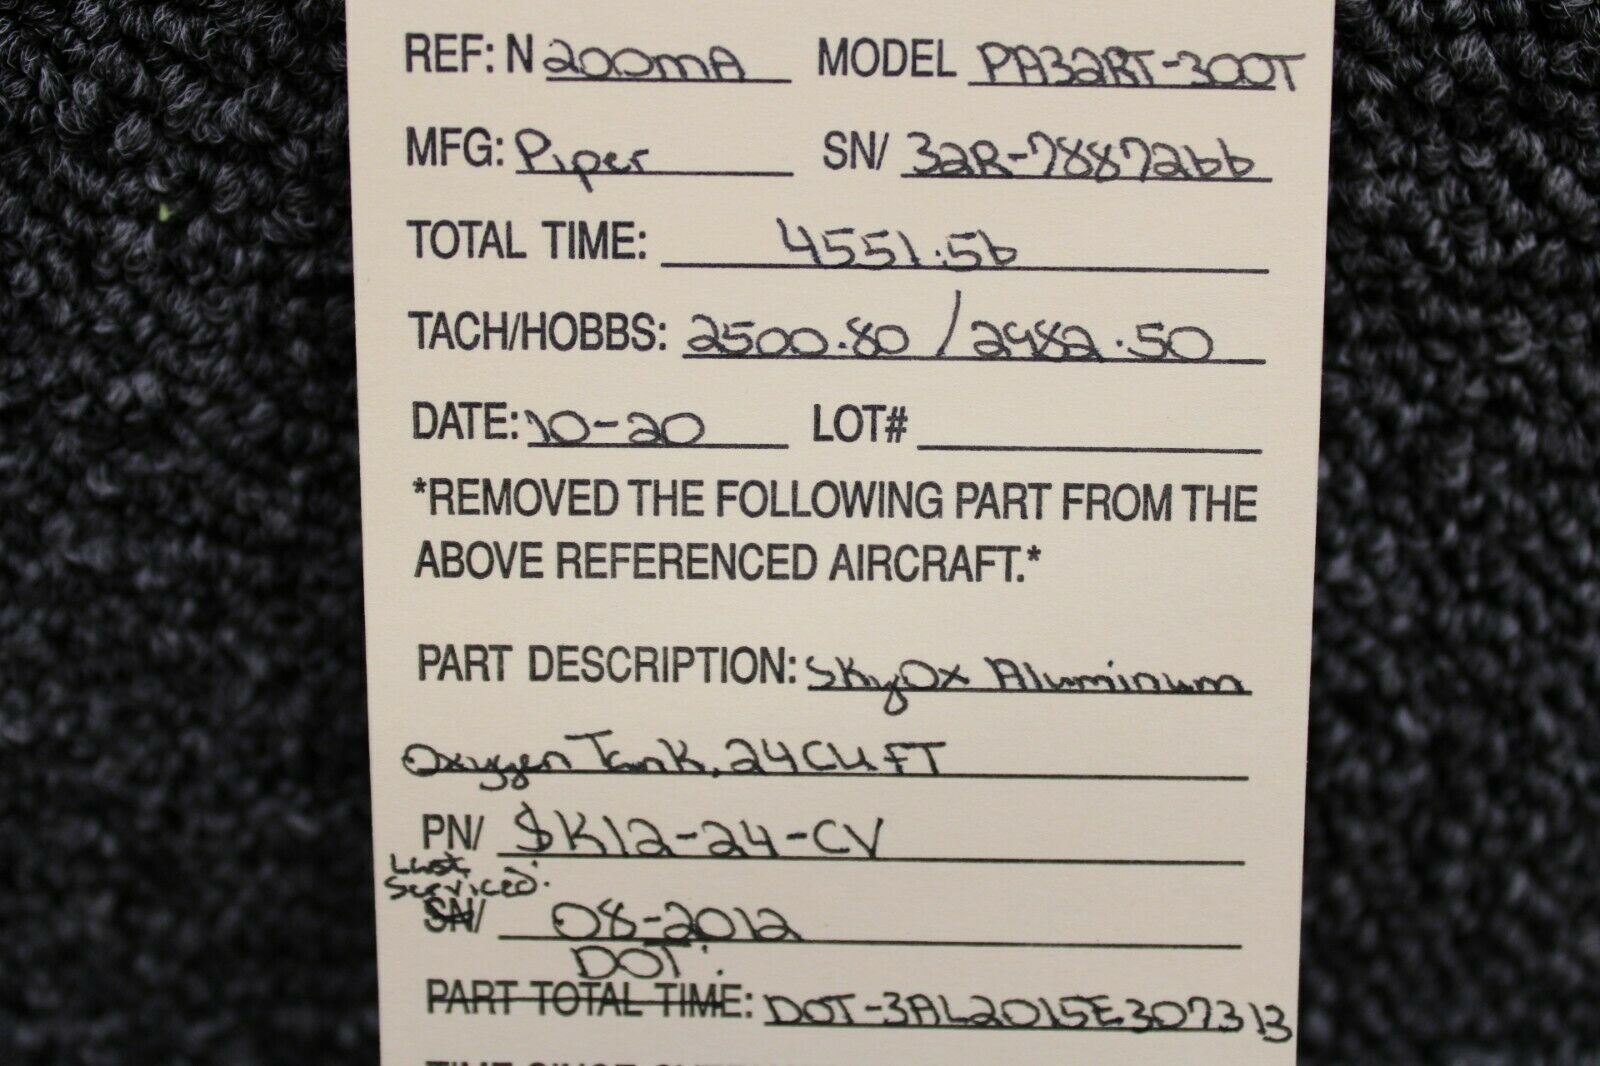 REF: N 200mA MODEL PA32RT-300T
MFG: Piper SN/ 32R-7887266
TOTAL TIME: 4551.56
TACH/HOBBS: 2500.80 / 2482.50
DATE: 10-20 LOT#
*REMOVED THE FOLLOWING PART FROM THE
ABOVE REFERENCED AIRCRAFT.*
PART DESCRIPTION: SkyOx Aluminum
Oxygen Tank, 24 CU FT
PN/ SK12-24-CV
Last
Serviced:
SN/ 08-2012
DOT:
PART TOTAL TIME: DOT-3AL2015E307313